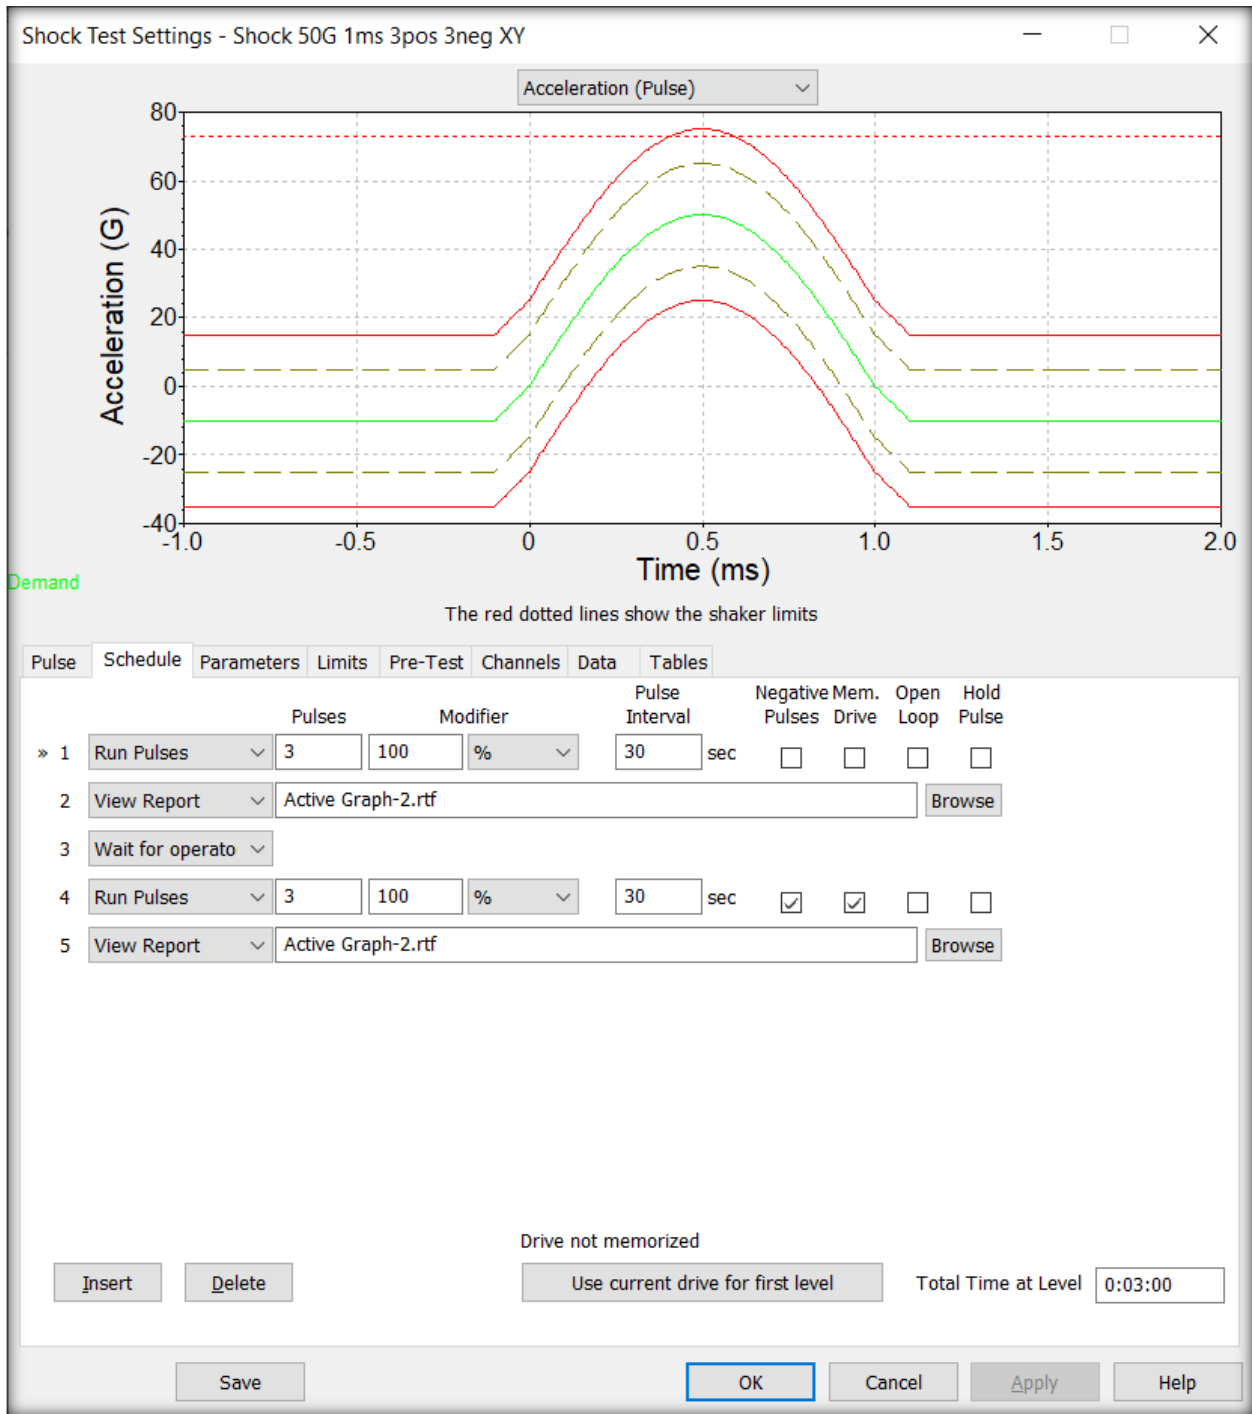 Shock Test Settings - Shock 50G 1ms 3pos 3neg XY
Acceleration (Pulse)
80
60
40
20
0
-20
-40
Acceleration (G)
-1.0 -0.5 0 0.5 1.0 1.5 2.0
Time (ms)
Demand
The red dotted lines show the shaker limits
Pulse Schedule Parameters Limits Pre-Test Channels Data Tables
Pulse Negative Mem. Open Hold
Pulses Modifier Interval Pulses Drive Loop Pulse
» 1 Run Pulses 3 100 % 30 sec
2 View Report Active Graph-2.rtf Browse
3 Wait for operato
4 Run Pulses 3 100 % 30 sec
5 View Report Active Graph-2.rtf Browse
Drive not memorized
Insert Delete Use current drive for first level Total Time at Level 0:03:00
Save OK Cancel Apply Help